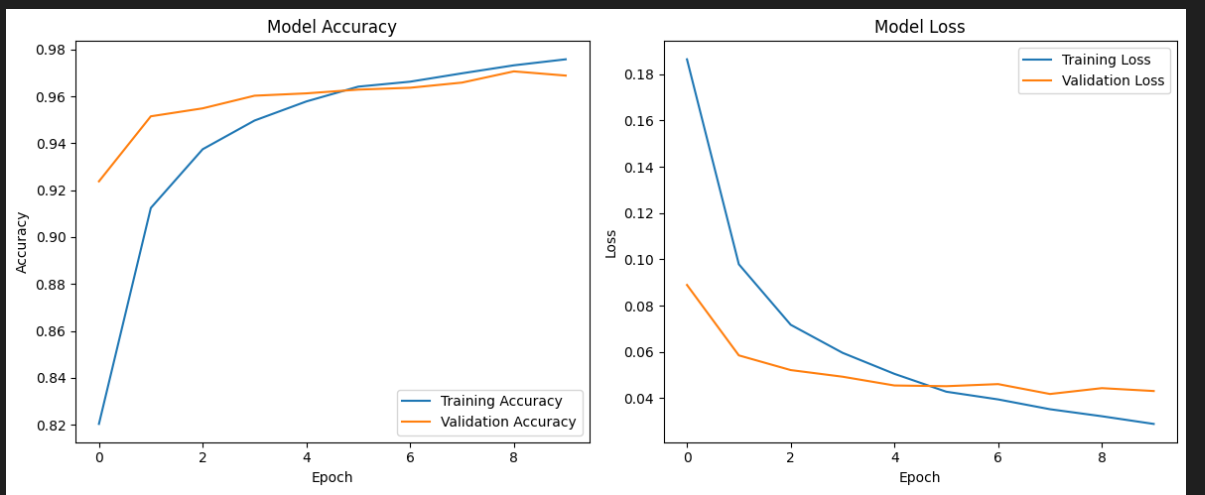 Model Accuracy
0.98
0.96
0.94
0.92
0.90
0.88
0.86
0.84
0.82
Accuracy
0
2
4
6
8
Epoch
Training Accuracy
Validation Accuracy
Model Loss
0.18
0.16
0.14
0.12
0.10
0.08
0.06
0.04
Loss
0
2
4
6
8
Epoch
Training Loss
Validation Loss